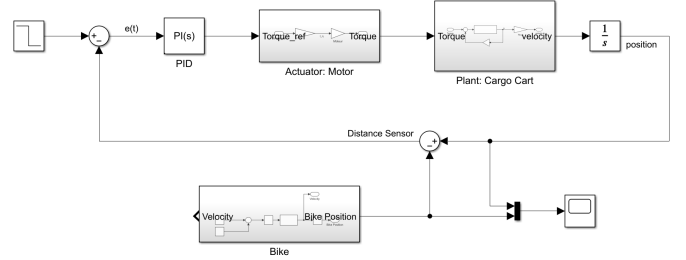 e(t)
PI(s)
PID
Torque_ref
Torque
Actuator: Motor
Torque
velocity
Plant: Cargo Cart
1
s
position
Distance Sensor
Velocity
Bike Position
Bike